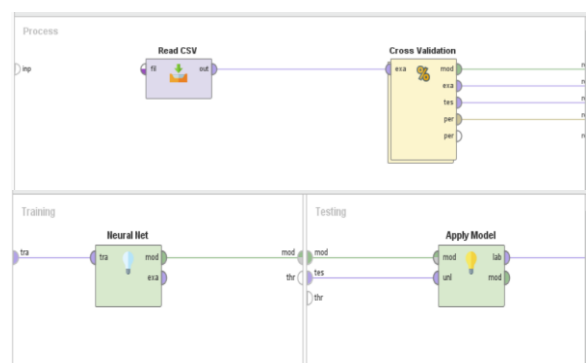 Process
Read CSV
Cross Validation
inp
fil
out
exa
mod
exa
tes
per
per
Training
Testing
Neural Net
Apply Model
tra
tra
mod
exa
mod
thr
mod
tes
thr
mod
unl
lab
mod